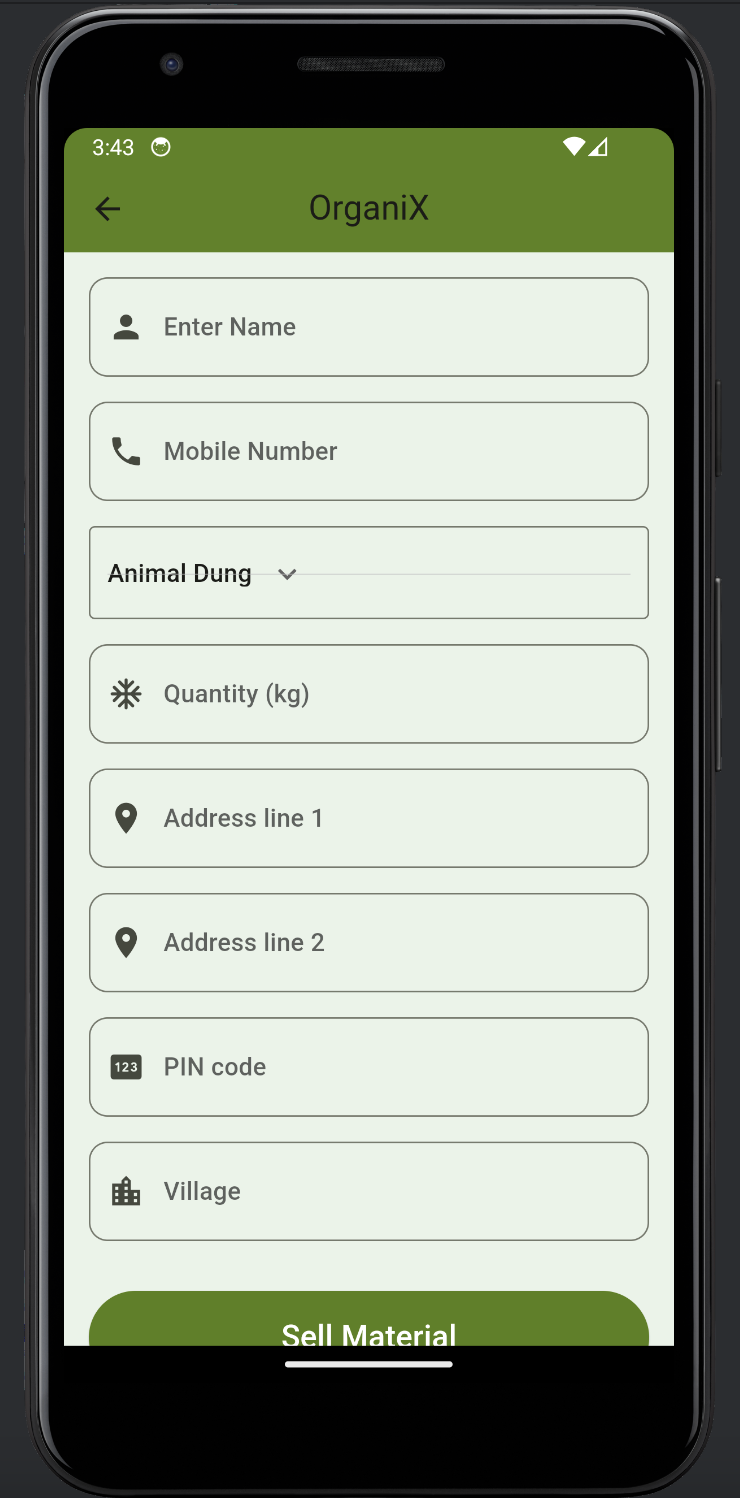 3:43
OrganiX
Enter Name
Mobile Number
Animal Dung
Quantity (kg)
Address line 1
Address line 2
123 PIN code
Village
Sell Material